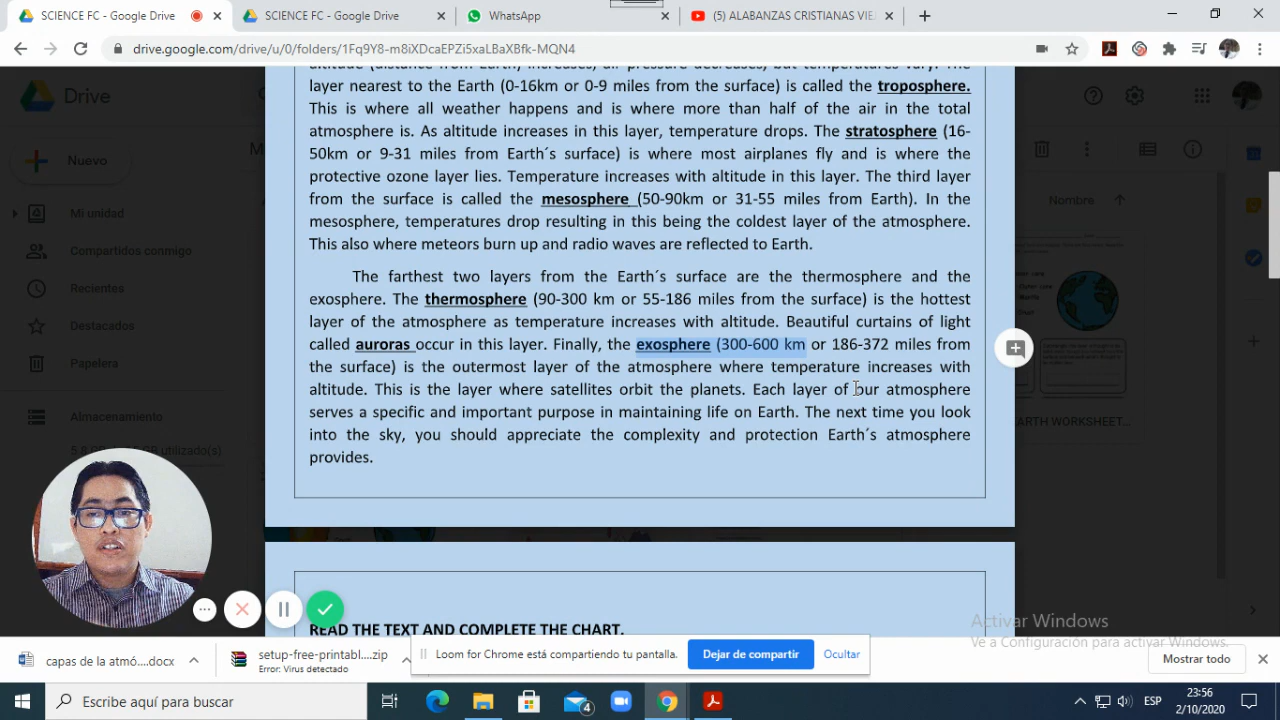 SCIENCE FC - Google Drive
SCIENCE FC - Google Drive
WhatsApp
(5) ALABANZAS CRISTIANAS VIE
drive.google.com/drive/u/0/folders/1Fq9Y8-m8iXDcaEPZi5xaLBaXBfk-MQN4
Drive
Nuevo
Mi unidad
Compartidos conmigo
Recientes
Destacados
Papelera
Almacenamiento
Nombre
altitude (distance from Earth) increases, air pressure decreases, but temperatures vary. The
layer nearest to the Earth (0-16km or 0-9 miles from the surface) is called the troposphere.
This is where all weather happens and is where more than half of the air in the total
atmosphere is. As altitude increases in this layer, temperature drops. The stratosphere (16-
50km or 9-31 miles from Earth´s surface) is where most airplanes fly and is where the
protective ozone layer lies. Temperature increases with altitude in this layer. The third layer
from the surface is called the mesosphere (50-90km or 31-55 miles from Earth). In the
mesosphere, temperatures drop resulting in this being the coldest layer of the atmosphere.
This also where meteors burn up and radio waves are reflected to Earth.
The farthest two layers from the Earth´s surface are the thermosphere and the
exosphere. The thermosphere (90-300 km or 55-186 miles from the surface) is the hottest
layer of the atmosphere as temperature increases with altitude. Beautiful curtains of light
called auroras occur in this layer. Finally, the exosphere (300-600 km or 186-372 miles from
the surface) is the outermost layer of the atmosphere where temperature increases with
altitude. This is the layer where satellites orbit the planets. Each layer of our atmosphere
serves a specific and important purpose in maintaining life on Earth. The next time you look
into the sky, you should appreciate the complexity and protection Earth´s atmosphere
provides.
EARTH WORKSHEET...
READ THE TEXT AND COMPLETE THE CHART.
Activar Windows
Ve a Configuración para activar Windows.
capas de la atmó....docx
setup-free-printabl....zip
Error: Virus detectado
Loom for Chrome está compartiendo tu pantalla.
Dejar de compartir
Ocultar
Mostrar todo
Escribe aquí para buscar
4
ESP
23:56
2/10/2020